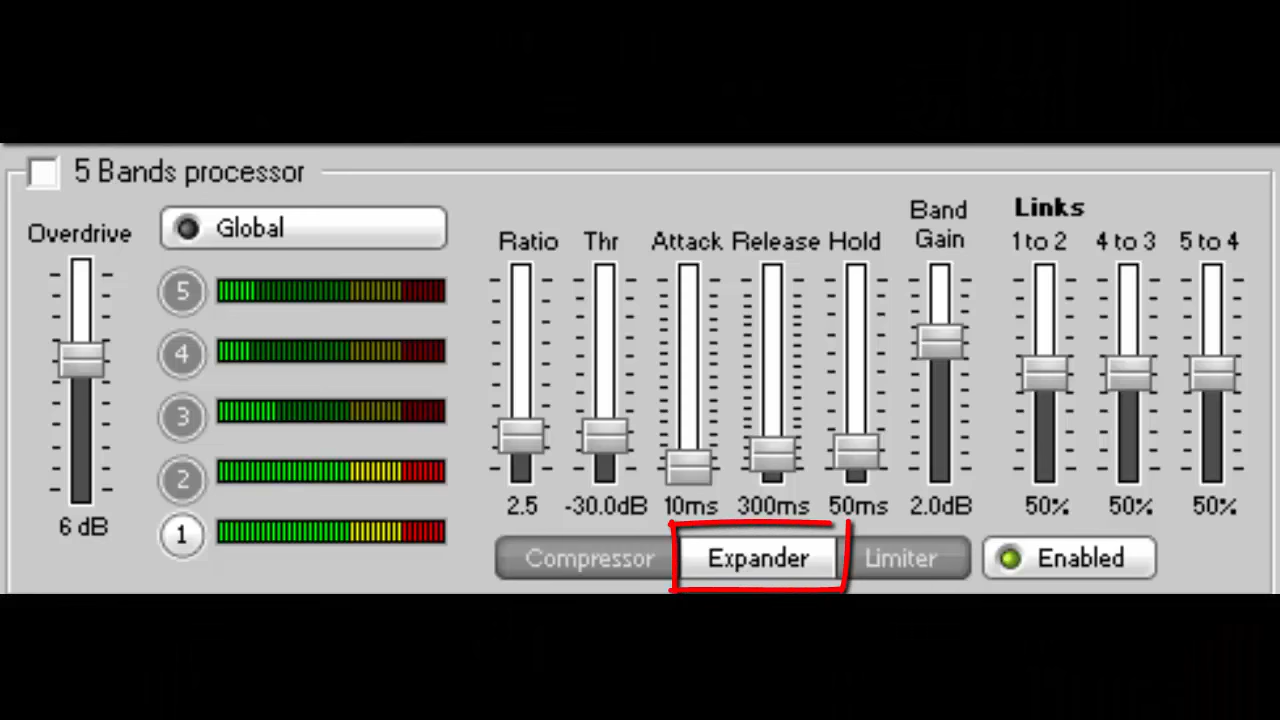 5 Bands processor
Overdrive
6 dB
Global
5
4
3
2
1
Ratio Thr Attack Release Hold Band Gain
2.5 -30.0dB 10ms 300ms 50ms 2.0dB
Links
1 to 2 4 to 3 5 to 4
50% 50% 50%
Compressor Expander Limiter Enabled